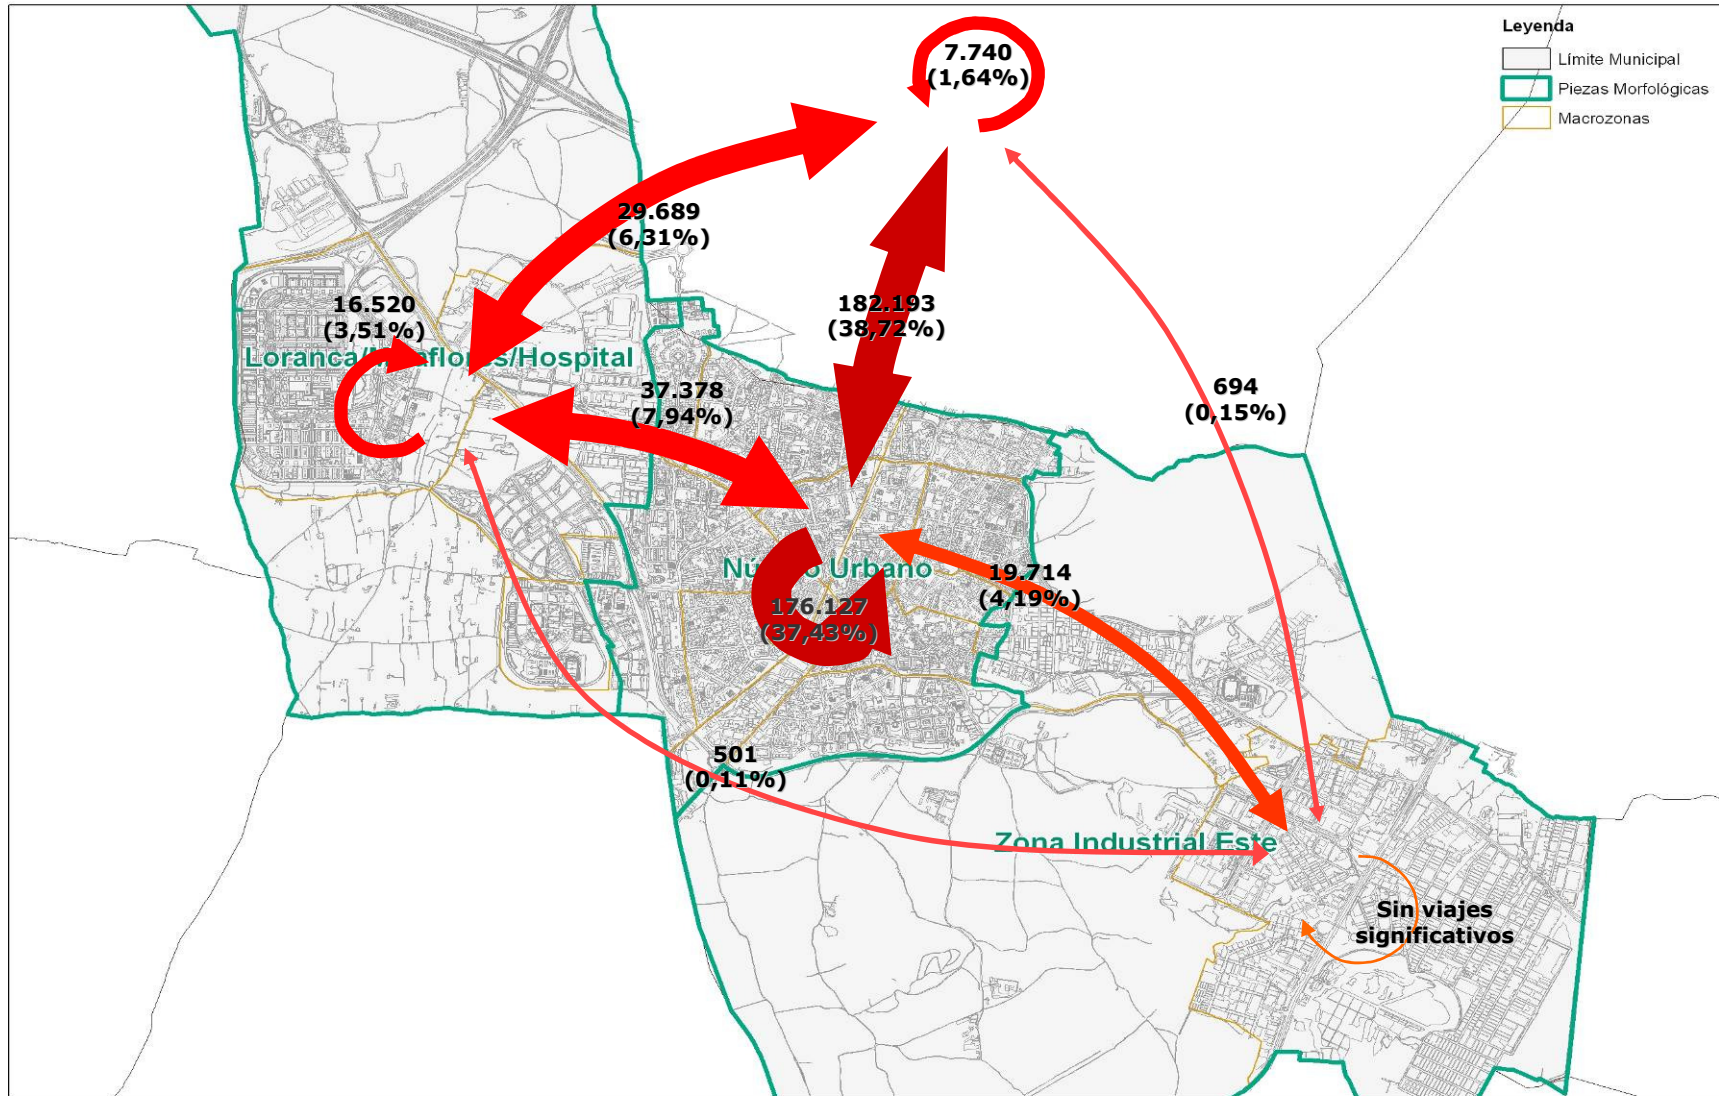 Leyenda
Límite Municipal
Piezas Morfológicas
Macrozonas
7.740
(1,64%)
29.689
(6,31%)
182.193
(38,72%)
16.520
(3,51%)
Loranca/Miraflores/Hospital
37.378
(7,94%)
694
(0,15%)
Núcleo Urbano
19.714
(4,19%)
176.127
(37,43%)
501
(0,11%)
Zona Industrial Este
Sin viajes
significativos